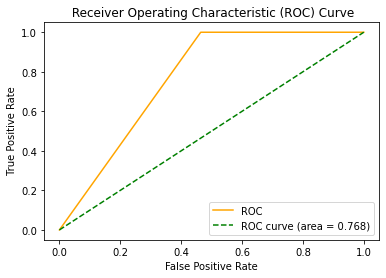 Receiver Operating Characteristic (ROC) Curve
1.0
0.8
0.6
0.4
0.2
0.0
True Positive Rate
ROC
ROC curve (area = 0.768)
0.0 0.2 0.4 0.6 0.8 1.0
False Positive Rate